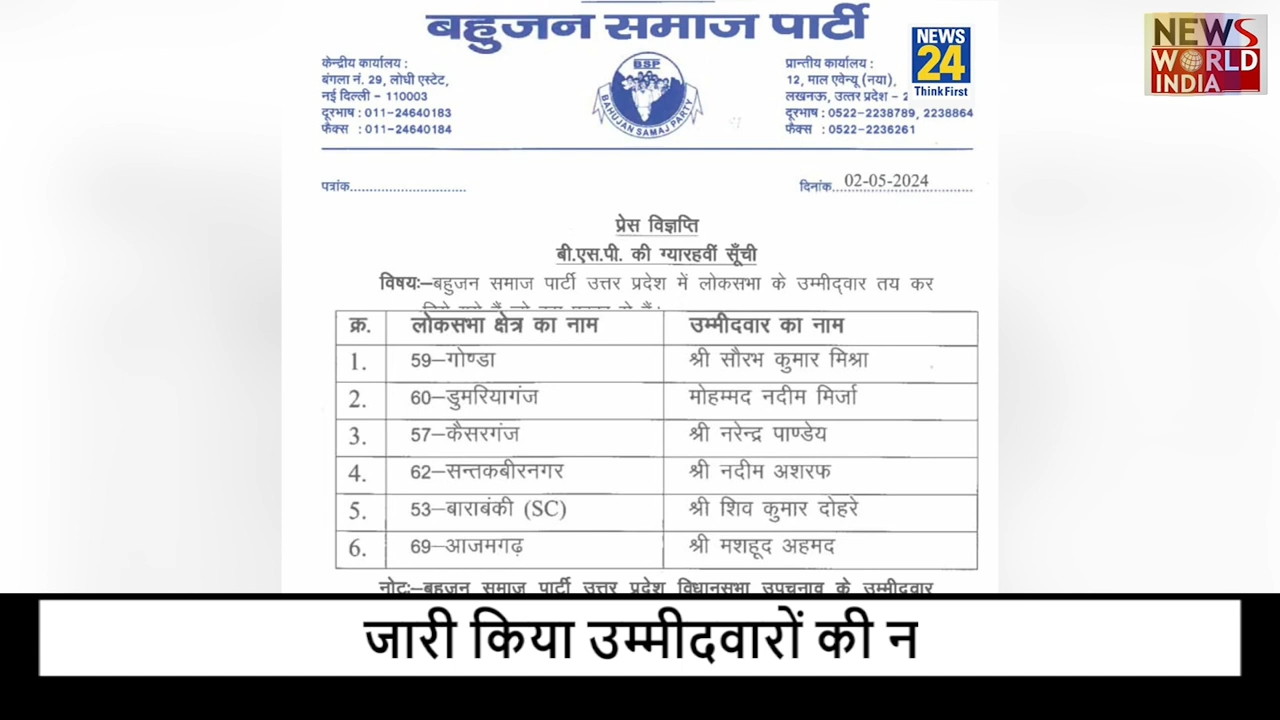 बहुजन समाज पार्टी
केन्द्रीय कार्यालय :
बंगला नं. 29, लोधी एस्टेट,
नई दिल्ली - 110003
दूरभाष : 011-24640183
फैक्स : 011-24640184
BSP
BAHUJAN SAMAJ PARTY
प्रान्तीय कार्यालय :
12, माल एवेन्यू (नया),
लखनऊ, उत्तर प्रदेश - 2
दूरभाष : 0522-2238789, 2238864
फैक्स : 0522-2236261
NEWS
24
Think First
NEWS
WORLD
INDIA
पत्रांक.............................
दिनांक...02-05-2024...........
प्रेस विज्ञप्ति
बी.एस.पी. की ग्यारहवीं सूँची
विषयः–बहुजन समाज पार्टी उत्तर प्रदेश में लोकसभा के उम्मीद्वार तय कर
क्र. लोकसभा क्षेत्र का नाम उम्मीदवार का नाम
1. 59–गोण्डा श्री सौरभ कुमार मिश्रा
2. 60–डुमरियागंज मोहम्मद नदीम मिर्जा
3. 57–कैसरगंज श्री नरेन्द्र पाण्डेय
4. 62–सन्तकबीरनगर श्री नदीम अशरफ
5. 53–बाराबंकी (SC) श्री शिव कुमार दोहरे
6. 69–आजमगढ़ श्री मशहूद अहमद
नोटः–बहुजन समाज पार्टी उत्तर प्रदेश विधानसभा उपचनाव के उम्मीदवार
जारी किया उम्मीदवारों की न